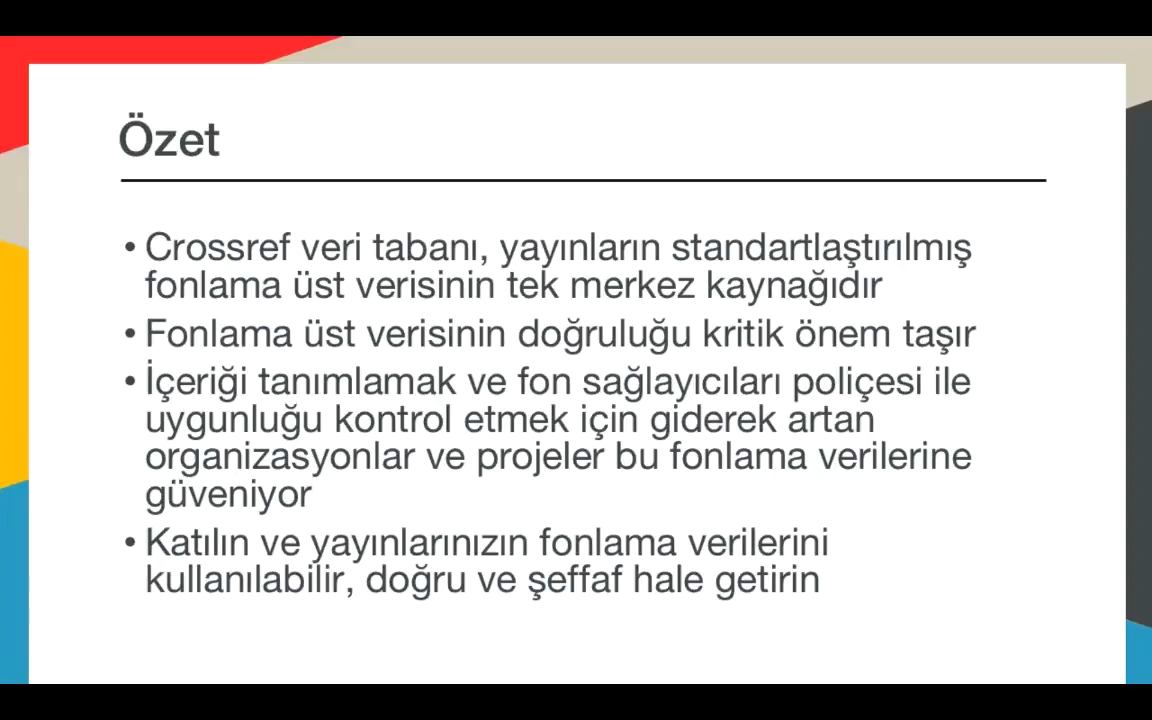 Özet
• Crossref veri tabanı, yayınların standartlaştırılmış
fonlama üst verisinin tek merkez kaynağıdır
• Fonlama üst verisinin doğruluğu kritik önem taşır
• İçeriği tanımlamak ve fon sağlayıcıları poliçesi ile
uygunluğu kontrol etmek için giderek artan
organizasyonlar ve projeler bu fonlama verilerine
güveniyor
• Katılın ve yayınlarınızın fonlama verilerini
kullanılabilir, doğru ve şeffaf hale getirin